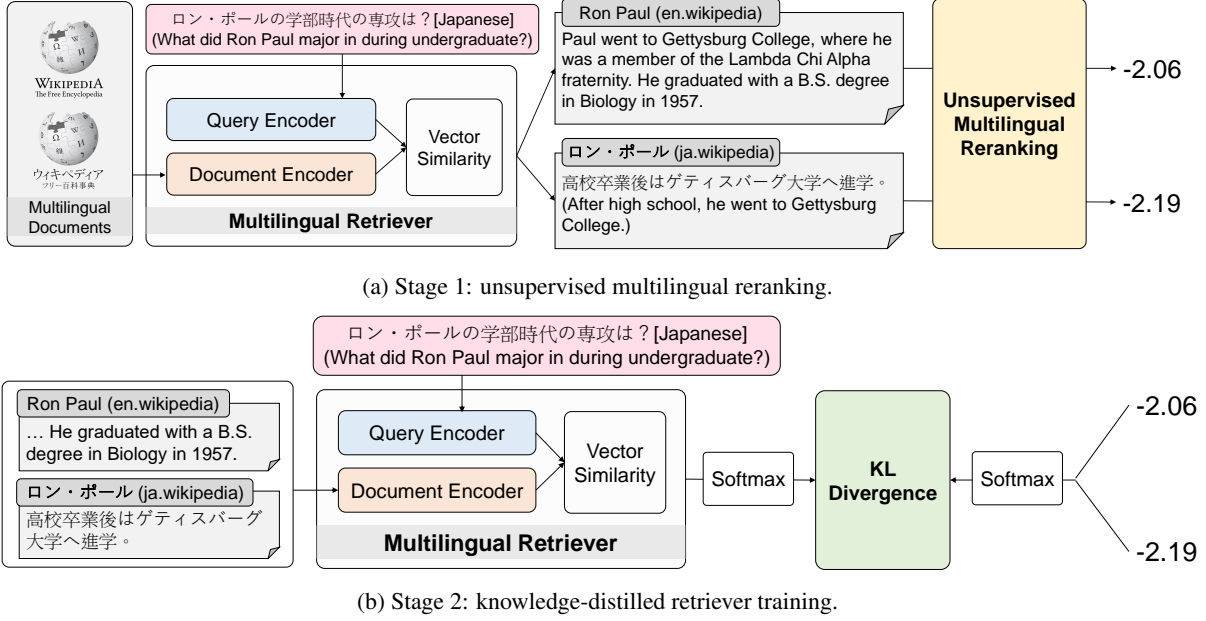 WIKIPEDIA
The Free Encyclopedia
ウィキペディア
フリー百科事典
Multilingual
Documents
ロン・ポールの学部時代の専攻は？[Japanese]
(What did Ron Paul major in during undergraduate?)
Query Encoder
Document Encoder
Vector
Similarity
Multilingual Retriever
Ron Paul (en.wikipedia)
Paul went to Gettysburg College, where he
was a member of the Lambda Chi Alpha
fraternity. He graduated with a B.S. degree
in Biology in 1957.
ロン・ポール (ja.wikipedia)
高校卒業後はゲティスバーグ大学へ進学。
(After high school, he went to Gettysburg
College.)
Unsupervised
Multilingual
Reranking
-2.06
-2.19
(a) Stage 1: unsupervised multilingual reranking.
ロン・ポールの学部時代の専攻は？[Japanese]
(What did Ron Paul major in during undergraduate?)
Ron Paul (en.wikipedia)
… He graduated with a B.S.
degree in Biology in 1957.
ロン・ポール (ja.wikipedia)
高校卒業後はゲティスバーグ
大学へ進学。
Query Encoder
Document Encoder
Vector
Similarity
Multilingual Retriever
Softmax
KL
Divergence
Softmax
-2.06
-2.19
(b) Stage 2: knowledge-distilled retriever training.